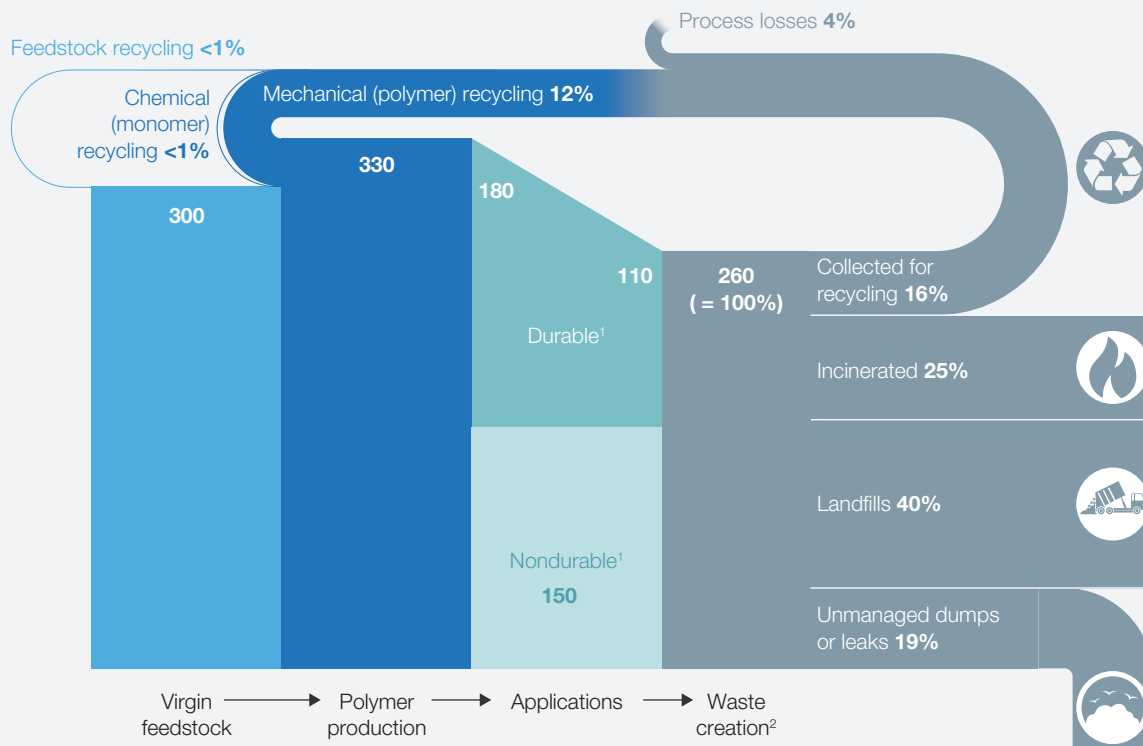 Process losses 4%
Feedstock recycling <1%
Chemical
(monomer)
recycling <1%
Mechanical (polymer) recycling 12%
300
330
180
110
Durable¹
Nondurable¹
150
260
( = 100%)
Collected for
recycling 16%
Incinerated 25%
Landfills 40%
Unmanaged dumps
or leaks 19%
Virgin
feedstock
Polymer
production
Applications
Waste
creation²